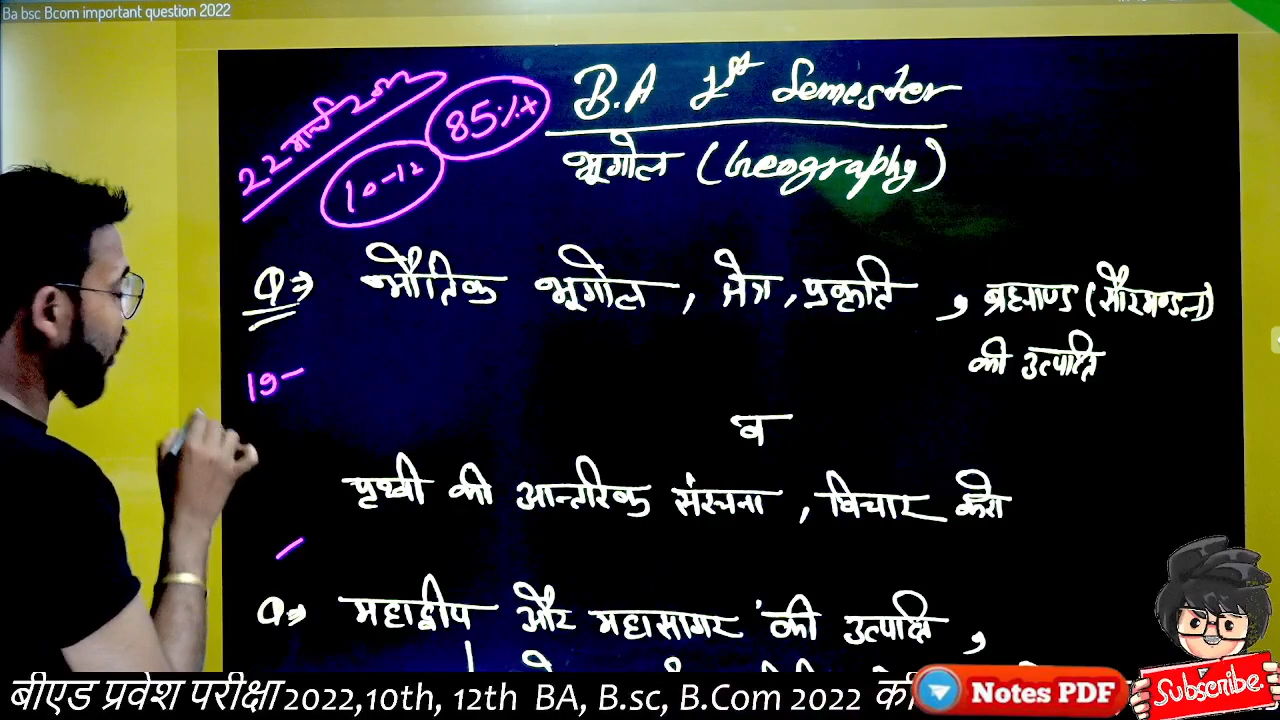 Ba bsc Bcom important question 2022
22 मार्च 2022
85%+
10-12
B.A 1st Semester
भूगोल (Geography)
Q⇒ भौतिक भूगोल, क्षेत्र, प्रकृति, ब्रह्माण्ड (सौरमण्डल)
की उत्पत्ति
19-
व
पृथ्वी की आन्तरिक संरचना, विचार करो
Q⇒ महाद्वीप और महासागर की उत्पत्ति,
बीएड प्रवेश परीक्षा 2022,10th, 12th BA, B.sc, B.Com 2022 की
Notes PDF
Subscribe.